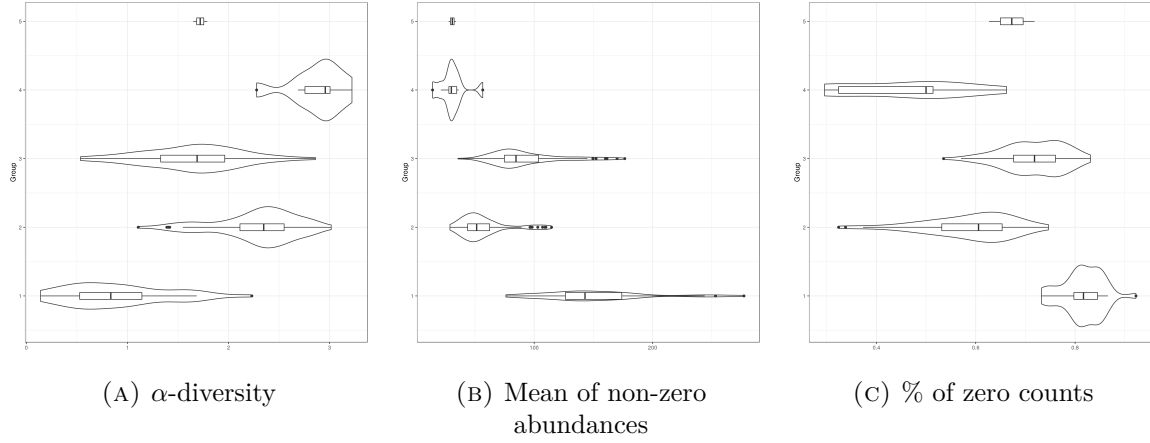 5
4
3
2
1
Group
0 1 2 3
(A) α-diversity
5
4
3
2
1
100 200
(B) Mean of non-zero
abundances
5
4
3
2
1
Group
0.4 0.6 0.8
(C) % of zero counts